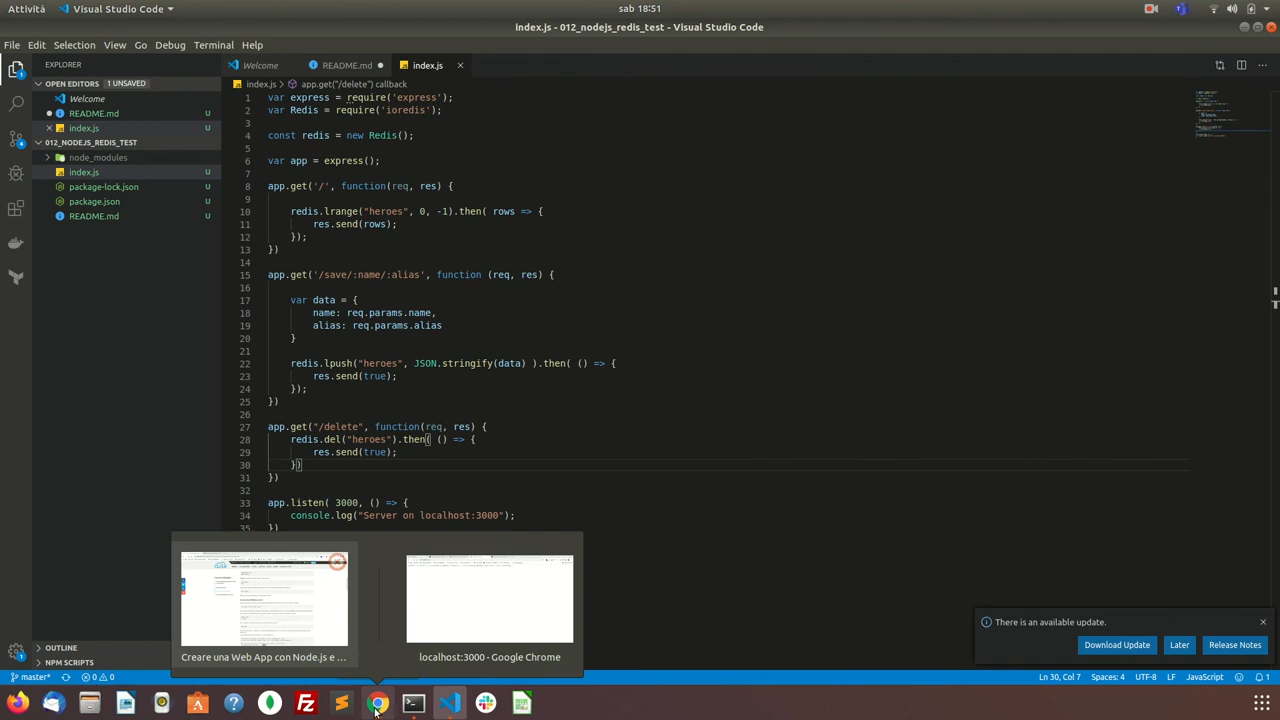 Attività
Visual Studio Code
sab 18:51
index.js - 012_nodejs_redis_test - Visual Studio Code
File Edit Selection View Go Debug Terminal Help
EXPLORER
Welcome
README.md
index.js
OPEN EDITORS 1 UNSAVED
index.js › app.get("/delete") callback
Welcome
README.md
index.js U
012_NODEJS_REDIS_TEST
node_modules
index.js U
package-lock.json U
package.json U
README.md U
1 var express = require('express');
2 var Redis = require('ioredis');
3
4 const redis = new Redis();
5
6 var app = express();
7
8 app.get('/', function(req, res) {
9
10 redis.lrange("heroes", 0, -1).then( rows => {
11 res.send(rows);
12 });
13 })
14
15 app.get('/save/:name/:alias', function (req, res) {
16
17 var data = {
18 name: req.params.name,
19 alias: req.params.alias
20 }
21
22 redis.lpush("heroes", JSON.stringify(data) ).then( () => {
23 res.send(true);
24 });
25 })
26
27 app.get("/delete", function(req, res) {
28 redis.del("heroes").then( () => {
29 res.send(true);
30 })
31 })
32
33 app.listen( 3000, () => {
34 console.log("Server on localhost:3000");
35 })
Creare una Web App con Node.js e ...
localhost:3000 - Google Chrome
There is an available update.
Download Update
Later
Release Notes
OUTLINE
NPM SCRIPTS
master* 0 0 Ln 30, Col 7 Spaces: 4 UTF-8 LF JavaScript 1